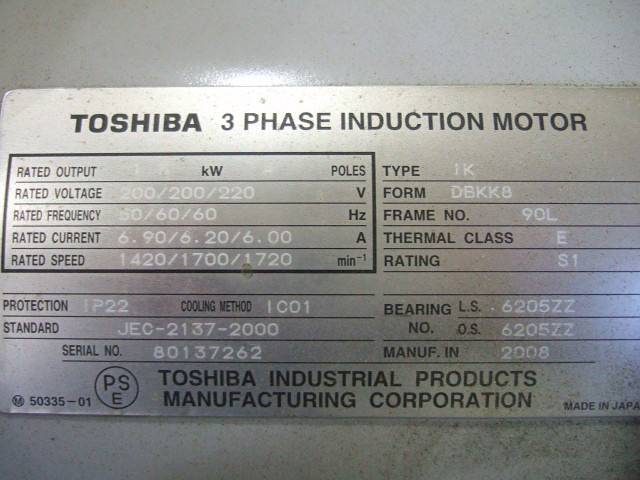 TOSHIBA 3 PHASE INDUCTION MOTOR
RATED OUTPUT kW POLES
RATED VOLTAGE 200/200/220 V
RATED FREQUENCY 50/60/60 Hz
RATED CURRENT 6.90/6.20/6.00 A
RATED SPEED 1420/1700/1720 min⁻¹
TYPE IK
FORM DBKK8
FRAME NO. 90L
THERMAL CLASS E
RATING S1
PROTECTION IP22 COOLING METHOD IC01
STANDARD JEC-2137-2000
SERIAL NO. 80137262
BEARING L.S. 6205ZZ
NO. O.S. 6205ZZ
MANUF. IN 2008
Ⓜ 50335-01
PS
E
TOSHIBA INDUSTRIAL PRODUCTS
MANUFACTURING CORPORATION
MADE IN JAPA